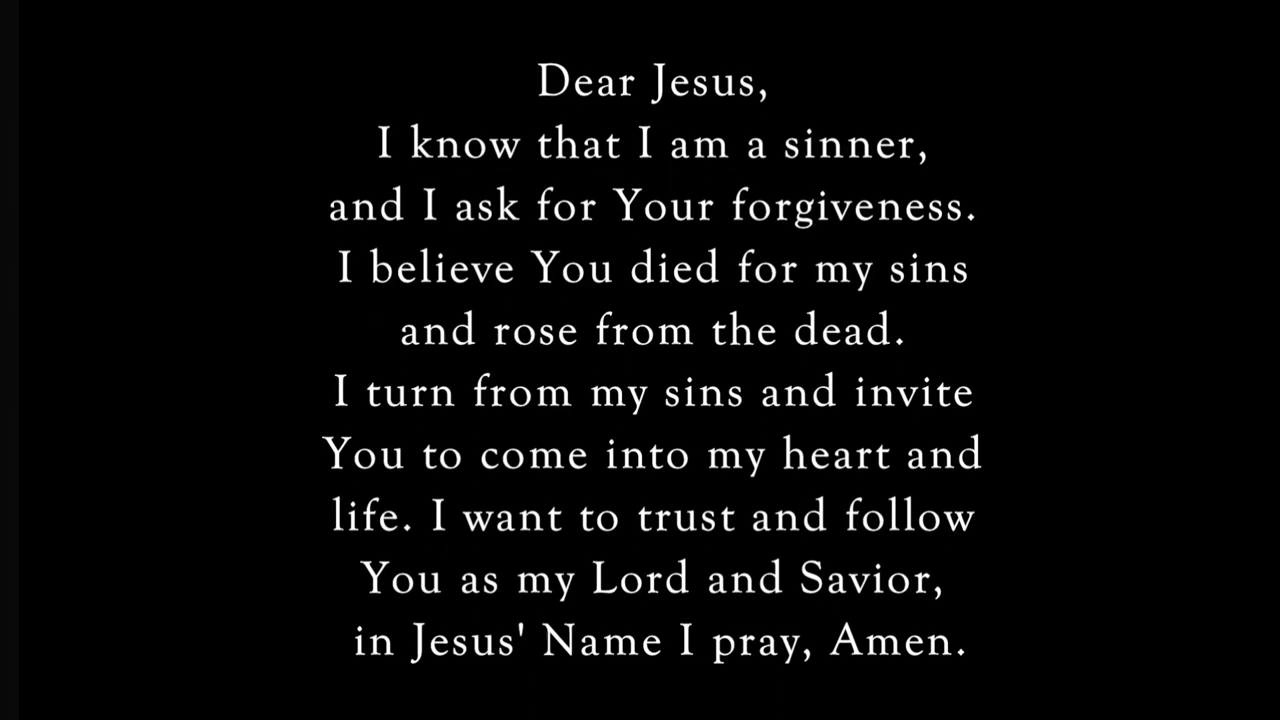 Dear Jesus,
I know that I am a sinner,
and I ask for Your forgiveness.
I believe You died for my sins
and rose from the dead.
I turn from my sins and invite
You to come into my heart and
life. I want to trust and follow
You as my Lord and Savior,
in Jesus' Name I pray, Amen.